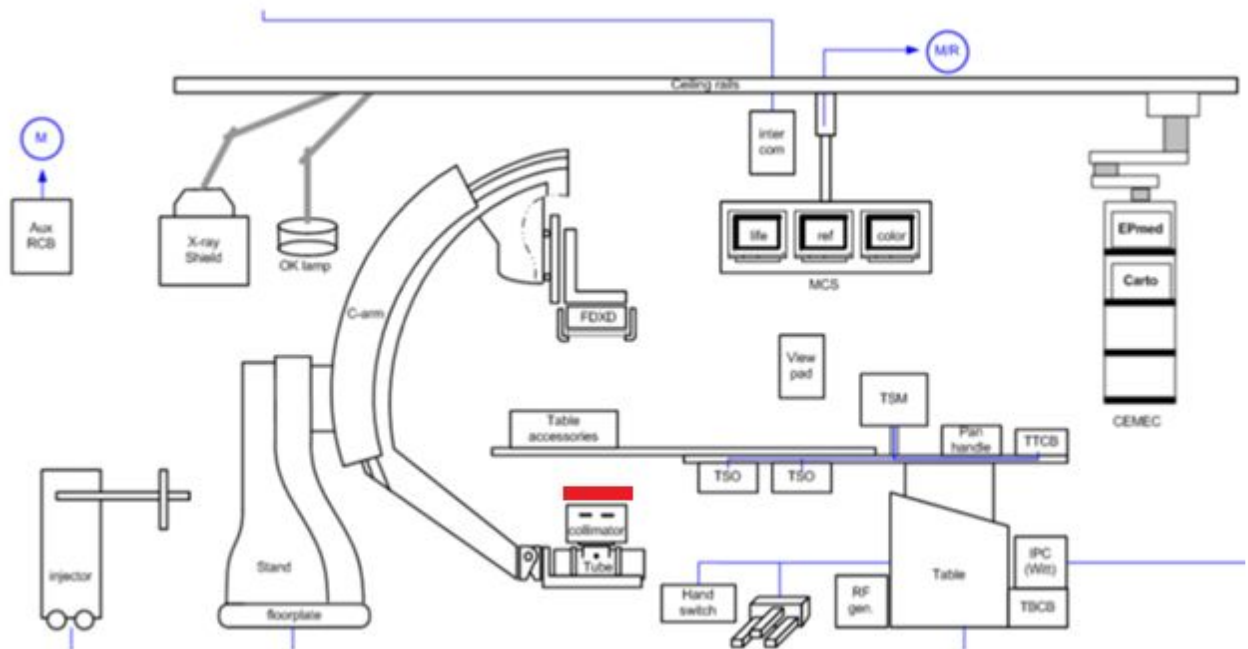 Ceiling rails
M/R
M
Aux
RCB
X-ray
Shield
OK lamp
C-arm
FDXD
inter
com
life
ref
color
MCS
EPmed
Carto
CEMEC
View
pad
TSM
Table
accessories
Pan
handle
TTCB
TSO
TSO
collimator
Tube
injector
Stand
floorplate
Hand
switch
RF
gen.
Table
IPC
(Witt)
TBCB